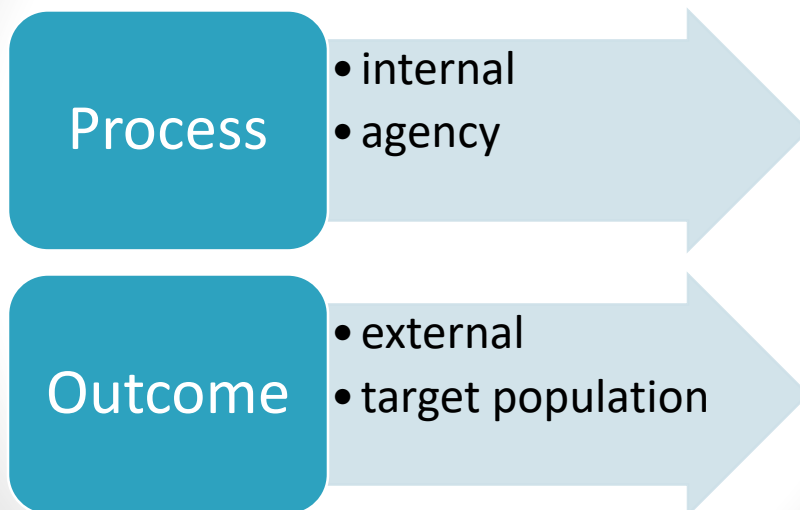 Process
• internal
• agency
Outcome
• external
• target population